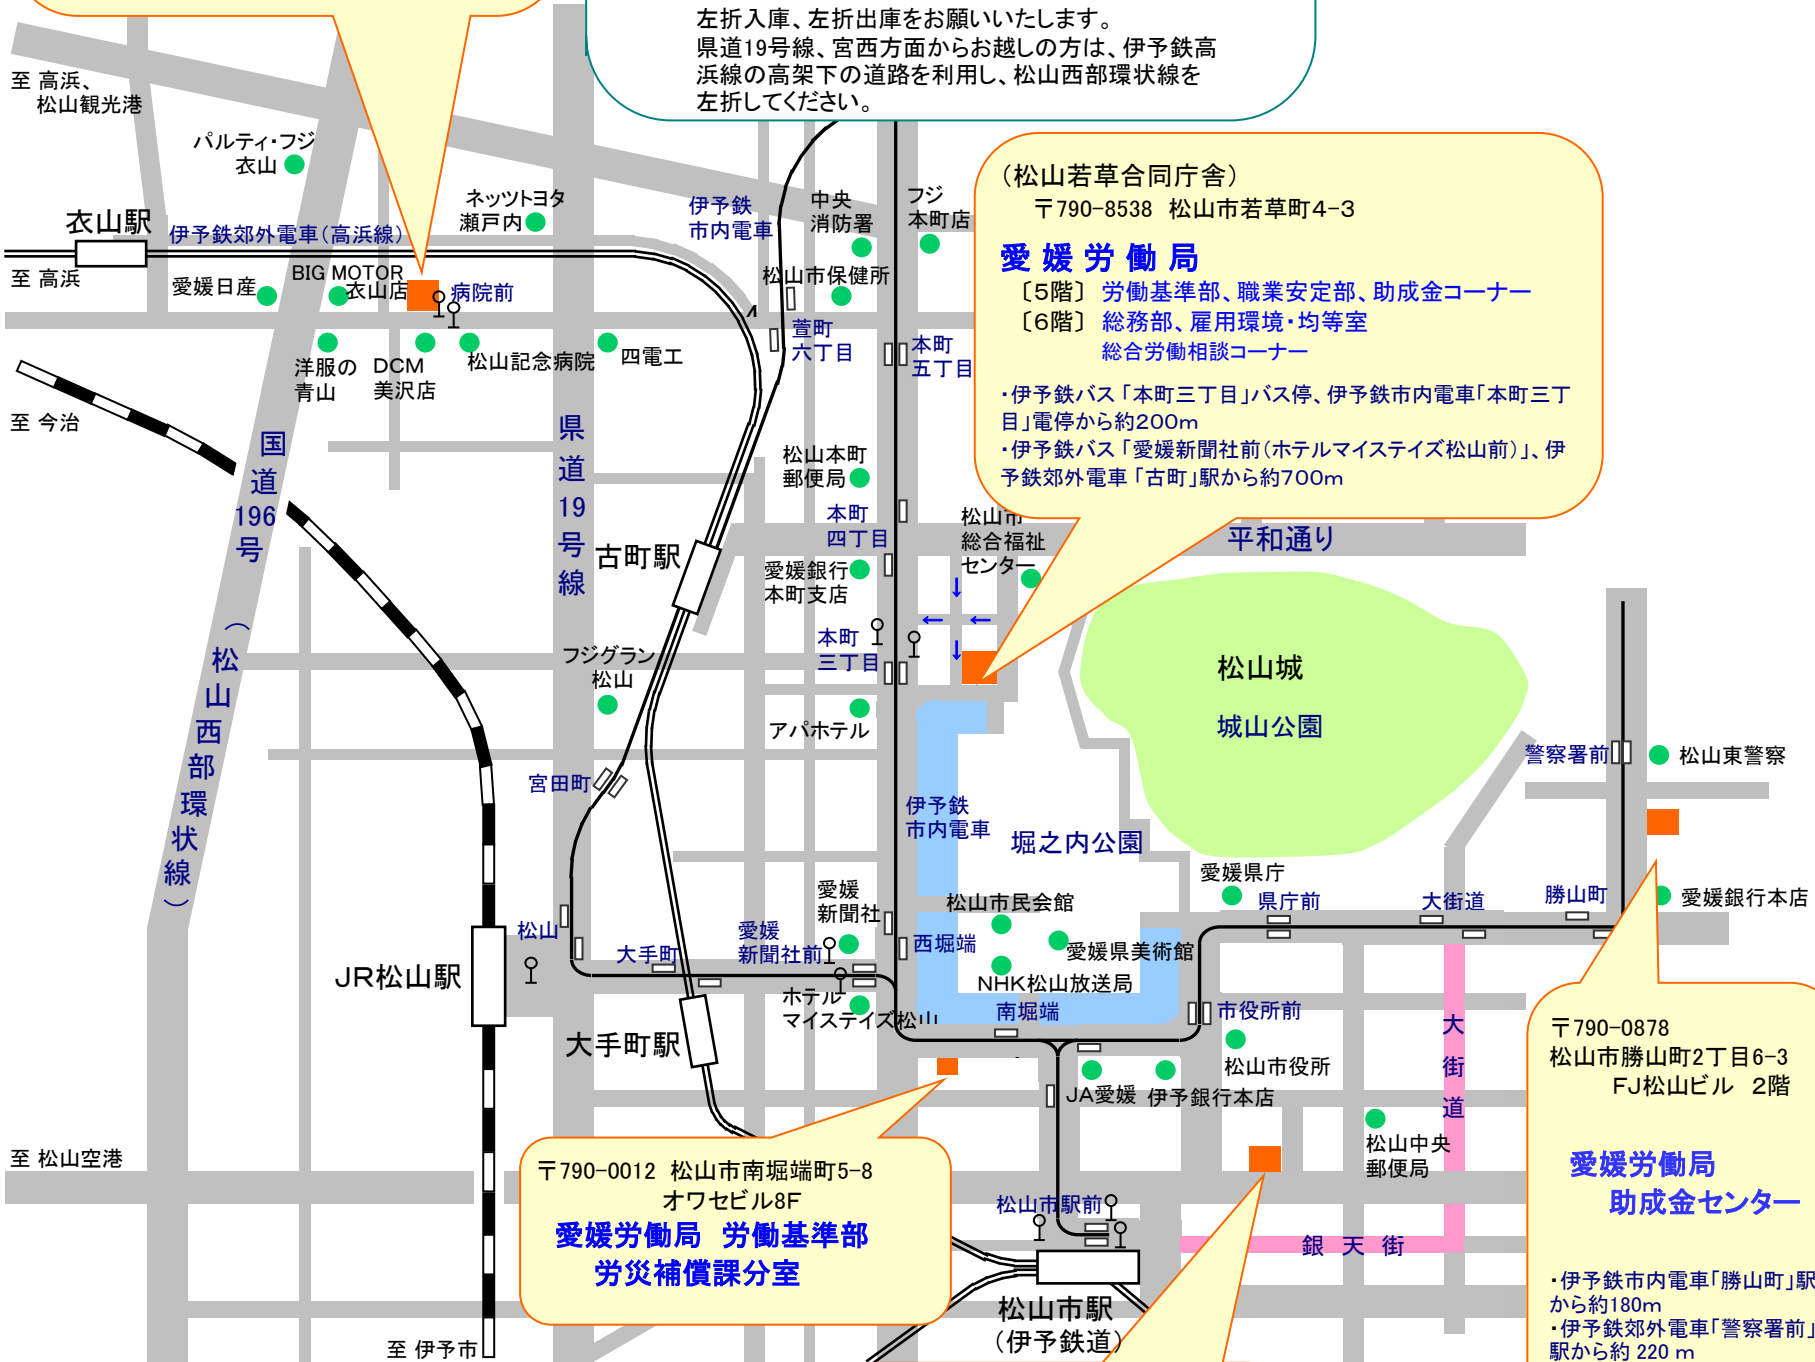 左折入庫、左折出庫をお願いいたします。
県道19号線、宮西方面からお越しの方は、伊予鉄高
浜線の高架下の道路を利用し、松山西部環状線を
左折してください。
至 高浜、
松山観光港
パルティ・フジ
衣山
ネッツトヨタ
瀬戸内
伊予鉄
市内電車
中央
消防署
フジ
本町店
衣山駅
伊予鉄郊外電車（高浜線）
至 高浜
愛媛日産
BIG MOTOR
衣山店
病院前
松山市保健所
萱町
六丁目
本町
五丁目
洋服の
青山
DCM
美沢店
松山記念病院
四電工
至 今治
（松山若草合同庁舎）
〒790-8538 松山市若草町4-3
愛媛労働局
〔5階〕 労働基準部、職業安定部、助成金コーナー
〔6階〕 総務部、雇用環境・均等室
総合労働相談コーナー
・伊予鉄バス「本町三丁目」バス停、伊予鉄市内電車「本町三丁
目」電停から約200m
・伊予鉄バス「愛媛新聞社前（ホテルマイステイズ松山前）」、伊
予鉄郊外電車「古町」駅から約700m
国道196号（松山西部環状線）
県道19号線
松山本町
郵便局
本町
四丁目
松山市
総合福祉
センター
平和通り
古町駅
愛媛銀行
本町支店
本町
三丁目
フジグラン
松山
アパホテル
松山城
城山公園
宮田町
伊予鉄
市内電車
堀之内公園
警察署前
松山東警察
愛媛
新聞社
松山市民会館
愛媛県庁
県庁前
大街道
勝山町
愛媛銀行本店
松山
大手町
愛媛
新聞社前
西堀端
愛媛県美術館
NHK松山放送局
JR松山駅
ホテル
マイステイズ松山
南堀端
市役所前
大手町駅
松山市役所
JA愛媛
伊予銀行本店
大街道
松山中央
郵便局
〒790-0878
松山市勝山町2丁目6-3
FJ松山ビル 2階
愛媛労働局
助成金センター
・伊予鉄市内電車「勝山町」駅
から約180m
・伊予鉄郊外電車「警察署前」
駅から約 220 m
至 松山空港
〒790-0012 松山市南堀端町5-8
オワセビル8F
愛媛労働局 労働基準部
労災補償課分室
松山市駅前
銀天街
松山市駅
（伊予鉄道）
至 伊予市